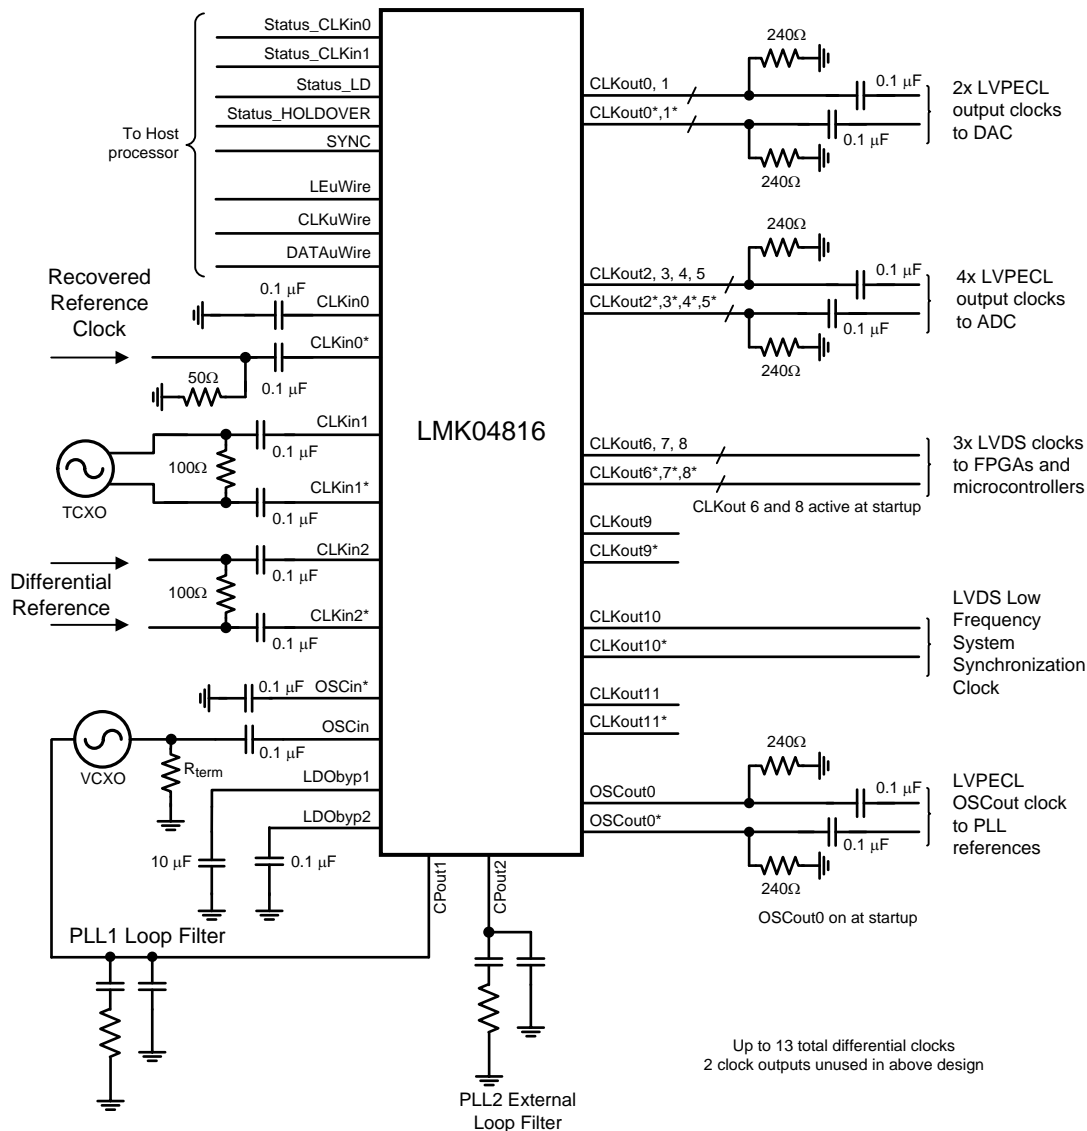 Status_CLKin0
Status_CLKin1
Status_LD
Status_HOLDOVER
SYNC
To Host
processor
LEuWire
CLKuWire
DATAuWire
Recovered
Reference
Clock
0.1 µF
CLKin0
CLKin0*
50Ω
0.1 µF
CLKin1
0.1 µF
100Ω
TCXO
CLKin1*
0.1 µF
CLKin2
0.1 µF
Differential
Reference
100Ω
CLKin2*
0.1 µF
0.1 µF
OSCin*
OSCin
0.1 µF
VCXO
Rterm
LDObyp1
LDObyp2
10 µF
0.1 µF
CPout1
CPout2
PLL1 Loop Filter
PLL2 External
Loop Filter
LMK04816
240Ω
CLKout0, 1
0.1 µF
CLKout0*,1*
0.1 µF
240Ω
2x LVPECL
output clocks
to DAC
240Ω
CLKout2, 3, 4, 5
0.1 µF
CLKout2*,3*,4*,5*
0.1 µF
240Ω
4x LVPECL
output clocks
to ADC
CLKout6, 7, 8
CLKout6*,7*,8*
CLKout 6 and 8 active at startup
3x LVDS clocks
to FPGAs and
microcontrollers
CLKout9
CLKout9*
CLKout10
CLKout10*
LVDS Low
Frequency
System
Synchronization
Clock
CLKout11
CLKout11*
240Ω
OSCout0
0.1 µF
OSCout0*
0.1 µF
240Ω
LVPECL
OSCout clock
to PLL
references
OSCout0 on at startup
Up to 13 total differential clocks
2 clock outputs unused in above design